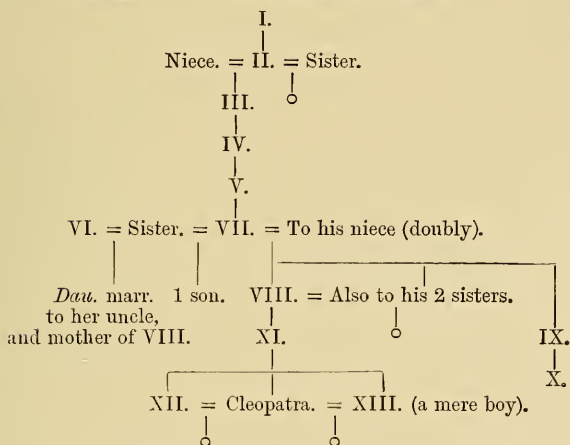 I.
Niece. = II. = Sister.
III.
IV.
V.
VI. = Sister. = VII. = To his niece (doubly).
Dau. marr. 1 son. VIII. = Also to his 2 sisters.
to her uncle,
and mother of VIII. XI. IX.
X.
XII. = Cleopatra. = XIII. (a mere boy).